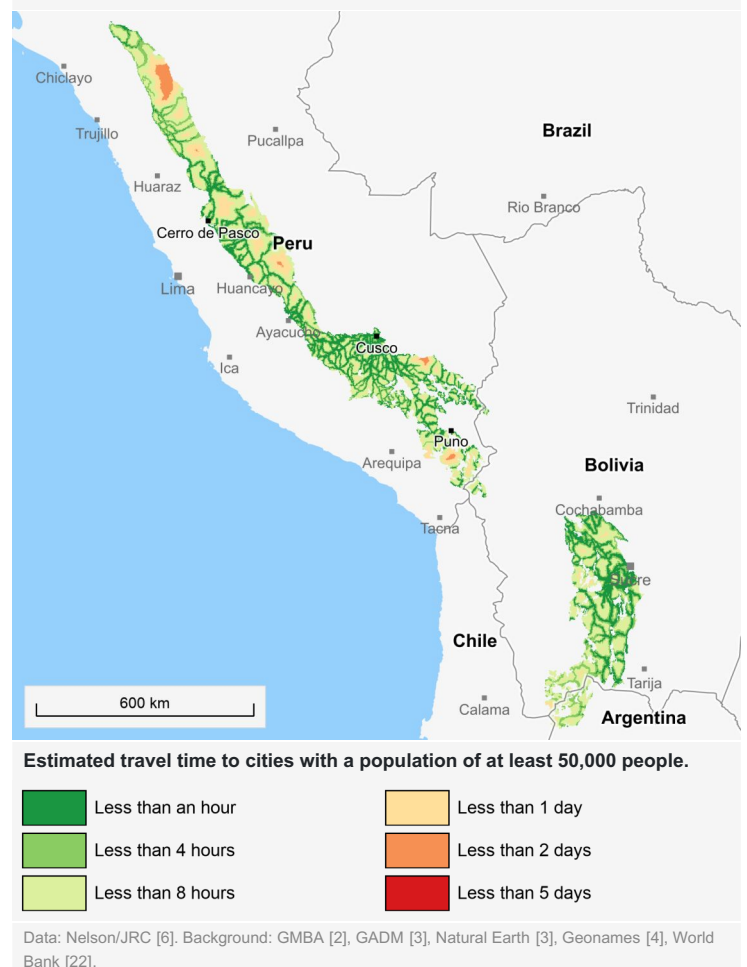 Chiclayo
Trujillo
Pucallpa
Brazil
Huaraz
Rio Branco
Cerro de Pasco
Peru
Lima
Huancayo
Ayacucho
Cusco
Ica
Trinidad
Puno
Arequipa
Bolivia
Cochabamba
Tacna
Sucre
Chile
600 km
Calama
Tarija
Argentina
Estimated travel time to cities with a population of at least 50,000 people.
Less than an hour
Less than 1 day
Less than 4 hours
Less than 2 days
Less than 8 hours
Less than 5 days
Data: Nelson/JRC [6]. Background: GMBA [2], GADM [3], Natural Earth [3], Geonames [4], World
Bank [22].